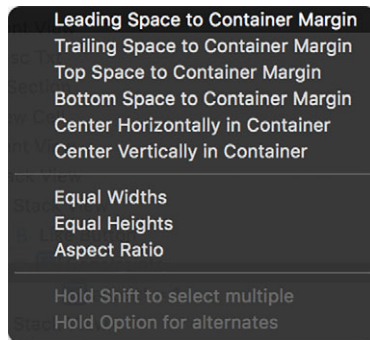 Leading Space to Container Margin
Trailing Space to Container Margin
Top Space to Container Margin
Bottom Space to Container Margin
Center Horizontally in Container
Center Vertically in Container
Equal Widths
Equal Heights
Aspect Ratio
Hold Shift to select multiple
Hold Option for alternates